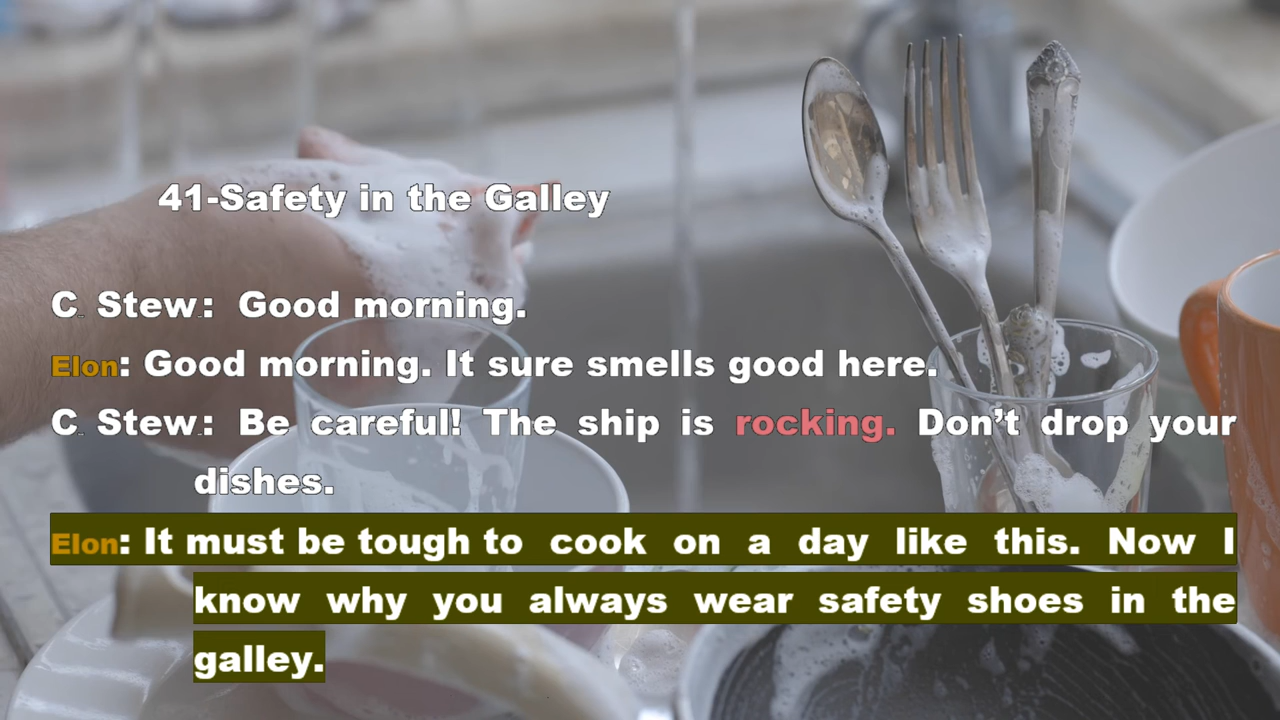 41-Safety in the Galley
C. Stew.: Good morning.
Elon: Good morning. It sure smells good here.
C. Stew.: Be careful! The ship is rocking. Don’t drop your
dishes.
Elon: It must be tough to cook on a day like this. Now I
know why you always wear safety shoes in the
galley.